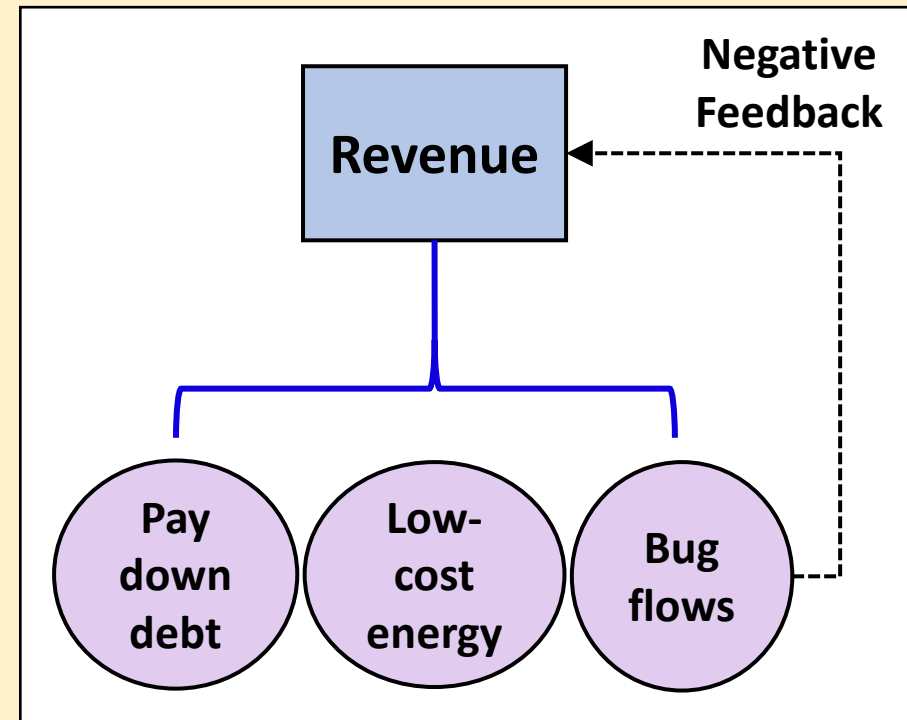 Negative
Feedback
Revenue
Pay
down
debt
Low-
cost
energy
Bug
flows